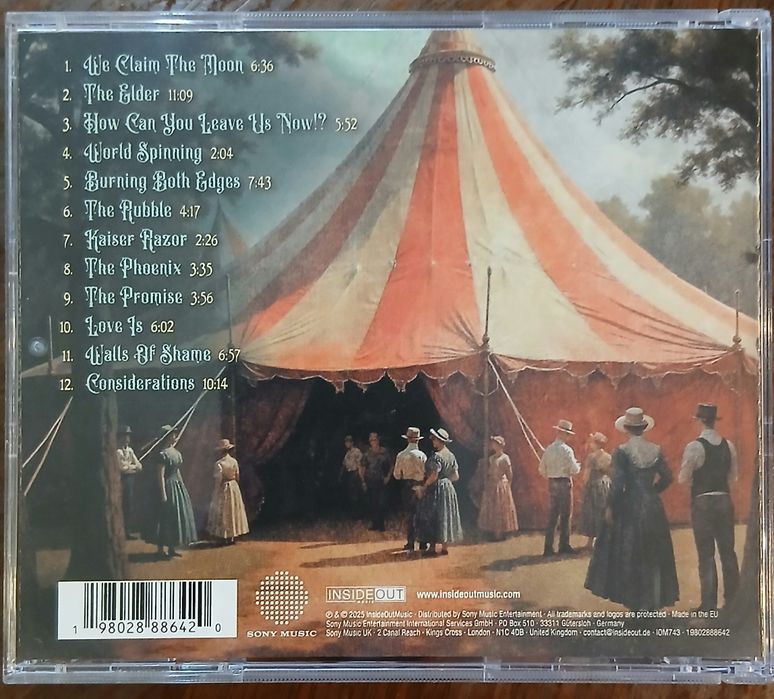 1. We Claim The Moon 6:36
2. The Elder 11:09
3. How Can You Leave Us Now!? 5:52
4. World Spinning 2:04
5. Burning Both Edges 7:43
6. The Rubble 4:17
7. Kaiser Razor 2:26
8. The Phoenix 3:35
9. The Promise 3:56
10. Love Is 6:02
11. Walls Of Shame 6:57
12. Considerations 10:14
1 98028 88642 0
SONY MUSIC
INSIDEOUT MUSIC
www.insideoutmusic.com
℗ & © 2025 InsideOutMusic · Distributed by Sony Music Entertainment · All trademarks and logos are protected · Made in the EU
Sony Music Entertainment International Services GmbH · PO Box 510 · 33311 Gütersloh · Germany
Sony Music UK · 2 Canal Reach · Kings Cross · London · N1C 4DB · United Kingdom · contact@insideout.de · IOM743 · 19802888642